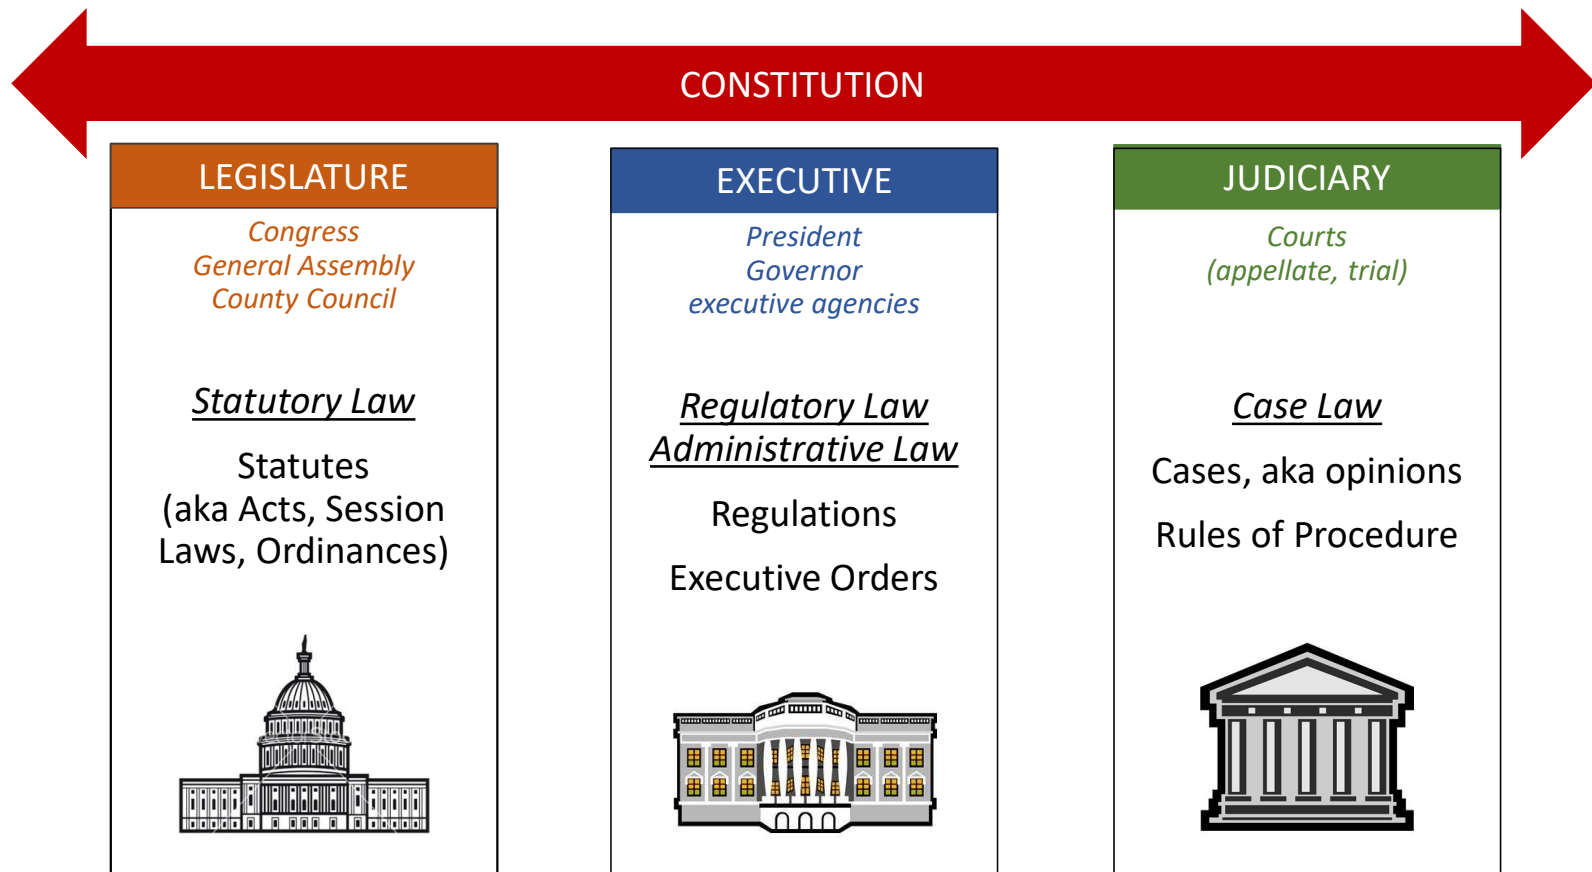 CONSTITUTION
LEGISLATURE
Congress
General Assembly
County Council
Statutory Law
Statutes
(aka Acts, Session
Laws, Ordinances)
EXECUTIVE
President
Governor
executive agencies
Regulatory Law
Administrative Law
Regulations
Executive Orders
JUDICIARY
Courts
(appellate, trial)
Case Law
Cases, aka opinions
Rules of Procedure